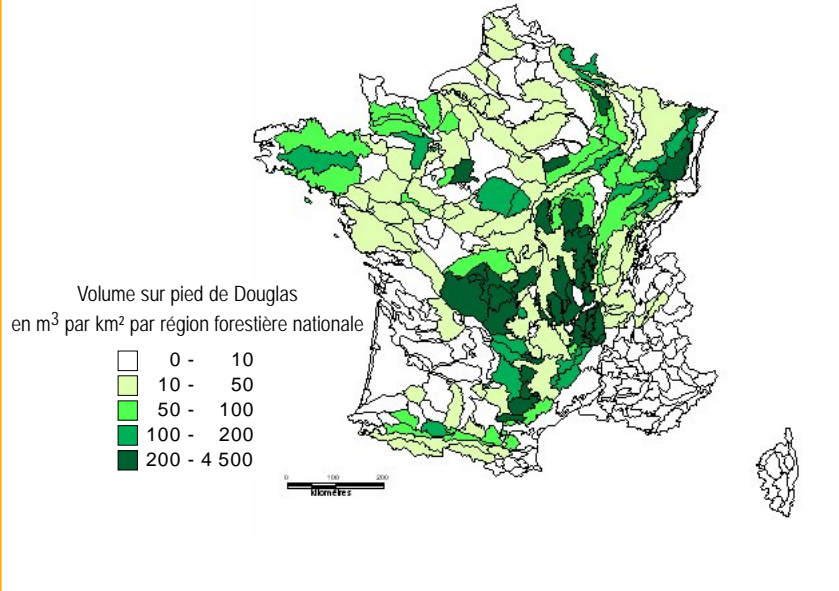 Volume sur pied de Douglas
en m³ par km² par région forestière nationale
0 - 10
10 - 50
50 - 100
100 - 200
200 - 4 500
0 100 200
kilomètres